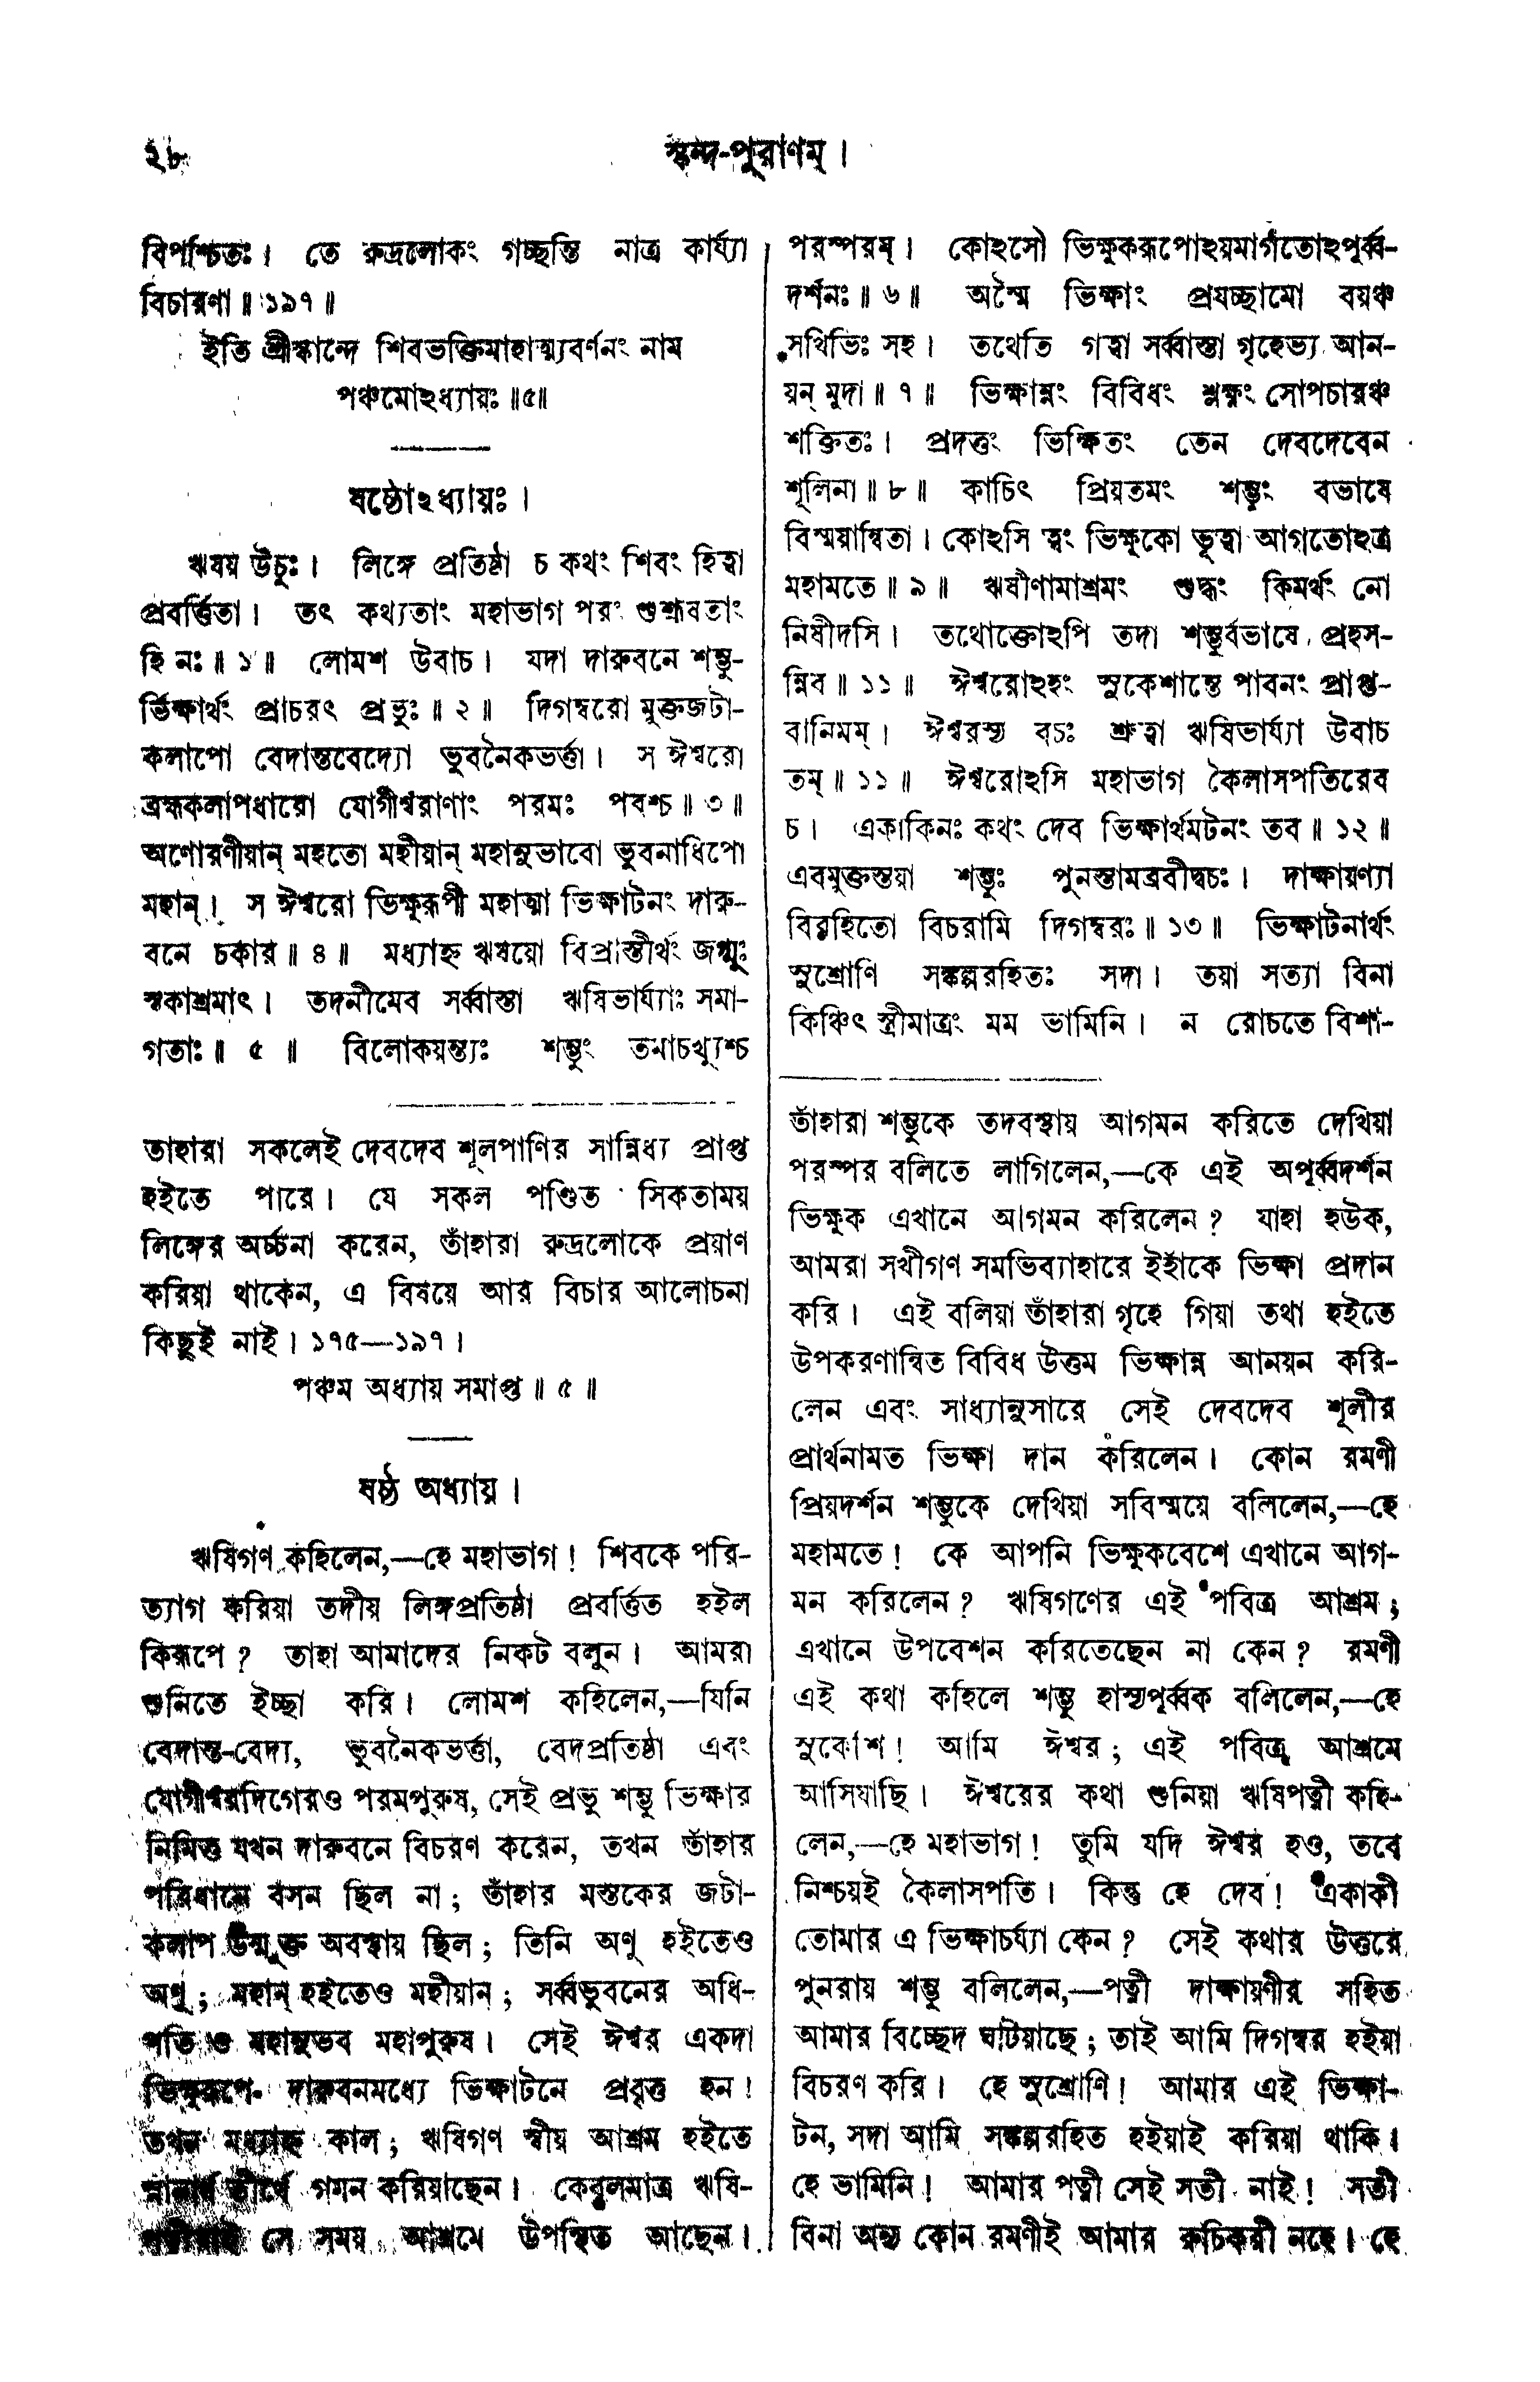 ২৮
স্কন্দ-পুরাণম্।
বিপশ্চিতঃ। তে রুদ্রলোকং গচ্ছন্তি নাত্র কার্য্যা
বিচারণা॥ ১৯৭॥
ইতি শ্রীস্কান্দে শিবভক্তিমাহাত্ম্যবর্ণনং নাম
পঞ্চমোঽধ্যায়ঃ॥৫॥
ষষ্ঠোঽধ্যায়ঃ।
ঋষয় উচুঃ। লিঙ্গে প্রতিষ্ঠা চ কথং শিবং হিত্বা
প্রবর্ত্তিতা। তৎ কথ্যতাং মহাভাগ পরং শুশ্রূষতাং
হি নঃ॥ ১॥ লোমশ উবাচ। যদা দারুবনে শম্ভু-
র্ভিক্ষার্থং প্রাচরৎ প্রভুঃ॥ ২॥ দিগম্বরো মুক্তজটা-
কলাপো বেদান্তবেদ্যো ভুবনৈকভর্ত্তা। স ঈশ্বরো
ব্রহ্মকলাপধারো যোগীশ্বরাণাং পরমঃ পবশ্চ॥ ৩॥
অণোরণীয়ান্ মহতো মহীয়ান্ মহানুভাবো ভুবনাধিপো
মহান্। স ঈশ্বরো ভিক্ষুরূপী মহাত্মা ভিক্ষাটনং দারু-
বনে চকার॥ ৪॥ মধ্যাহ্ন ঋষয়ো বিপ্রাস্তীর্থং জগ্মুঃ
স্বকাশ্রমাৎ। তদনীমেব সর্ব্বাস্তা ঋষিভার্য্যাঃ সমা-
গতাঃ॥ ৫॥ বিলোকয়ন্ত্যঃ শম্ভুং তমাচখ্যুশ্চ
তাহারা সকলেই দেবদেব শূলপাণির সান্নিধ্য প্রাপ্ত
হইতে পারে। যে সকল পণ্ডিত সিকতাময়
লিঙ্গের অর্চ্চনা করেন, তাঁহারা রুদ্রলোকে প্রয়াণ
করিয়া থাকেন, এ বিষয়ে আর বিচার আলোচনা
কিছুই নাই। ১৭৫—১৯৭।
পঞ্চম অধ্যায় সমাপ্ত॥ ৫॥
ষষ্ঠ অধ্যায়।
ঋষিগণ কহিলেন,—হে মহাভাগ! শিবকে পরি-
ত্যাগ করিয়া তদীয় লিঙ্গপ্রতিষ্ঠা প্রবর্ত্তিত হইল
কিরূপে? তাহা আমাদের নিকট বলুন। আমরা
শুনিতে ইচ্ছা করি। লোমশ কহিলেন,—যিনি
বেদান্ত-বেদ্য, ভুবনৈকভর্ত্তা, বেদপ্রতিষ্ঠা এবং
যোগীশ্বরদিগেরও পরমপুরুষ, সেই প্রভু শম্ভু ভিক্ষার
নিমিত্ত যখন দারুবনে বিচরণ করেন, তখন তাঁহার
পরিধানে বসন ছিল না; তাঁহার মস্তকের জটা-
কলাপ উন্মুক্ত অবস্থায় ছিল; তিনি অণু হইতেও
অণু; মহান্ হইতেও মহীয়ান্; সর্ব্বভুবনের অধি-
পতি ও মহানুভব মহাপুরুষ। সেই ঈশ্বর একদা
ভিক্ষুরূপে দারুবনমধ্যে ভিক্ষাটনে প্রবৃত্ত হন!
তখন মধ্যাহ্ন কাল; ঋষিগণ স্বীয় আশ্রম হইতে
স্নানার্থ তীর্থে গমন করিয়াছেন। কেবলমাত্র ঋষি-
সে সময় আশ্রমে উপস্থিত আছেন।
পরস্পরম্। কোঽসৌ ভিক্ষুকরূপোঽয়মাগতোঽপূর্ব্ব-
দর্শনঃ॥ ৬॥ অস্মৈ ভিক্ষাং প্রযচ্ছামো বয়ঞ্চ
সখিভিঃ সহ। তথেতি গত্বা সর্ব্বাস্তা গৃহেভ্য আন-
য়ন্ মুদা॥ ৭॥ ভিক্ষান্নং বিবিধং শ্লক্ষ্ণং সোপচারঞ্চ
শক্তিতঃ। প্রদত্তং ভিক্ষিতং তেন দেবদেবেন
শূলিনা॥ ৮॥ কাচিৎ প্রিয়তমং শম্ভুং বভাষে
বিস্ময়ান্বিতা। কোঽসি ত্বং ভিক্ষুকো ভূত্বা আগতোঽত্র
মহামতে॥ ৯॥ ঋষীণামাশ্রমং শুদ্ধং কিমর্থং নো
নিষীদসি। তথোক্তোঽপি তদা শম্ভুর্বভাষে প্রহস-
ন্নিব॥ ১১॥ ঈশ্বরোঽহং সুকেশান্তে পাবনং প্রাপ্ত-
বানিমম্। ঈশ্বরস্য বচঃ শ্রুত্বা ঋষিভার্য্যা উবাচ
তম্॥ ১১॥ ঈশ্বরোঽসি মহাভাগ কৈলাসপতিরেব
চ। একাকিনঃ কথং দেব ভিক্ষার্থমটনং তব॥ ১২॥
এবমুক্তস্তয়া শম্ভুঃ পুনস্তামব্রবীদ্বচঃ। দাক্ষায়ণ্যা
বিরহিতো বিচরামি দিগম্বরঃ॥ ১৩॥ ভিক্ষাটনার্থং
সুশ্রোণি সঙ্কল্পরহিতঃ সদা। তয়া সত্যা বিনা
কিঞ্চিৎ স্ত্রীমাত্রং মম ভামিনি। ন রোচতে বিশা-
তাঁহারা শম্ভুকে তদবস্থায় আগমন করিতে দেখিয়া
পরস্পর বলিতে লাগিলেন,—কে এই অপূর্ব্বদর্শন
ভিক্ষুক এখানে আগমন করিলেন? যাহা হউক,
আমরা সখীগণ সমভিব্যাহারে ইহাঁকে ভিক্ষা প্রদান
করি। এই বলিয়া তাঁহারা গৃহে গিয়া তথা হইতে
উপকরণান্বিত বিবিধ উত্তম ভিক্ষান্ন আনয়ন করি-
লেন এবং সাধ্যানুসারে সেই দেবদেব শূলীর
প্রার্থনামত ভিক্ষা দান করিলেন। কোন রমণী
প্রিয়দর্শন শম্ভুকে দেখিয়া সবিস্ময়ে বলিলেন,—হে
মহামতে! কে আপনি ভিক্ষুকবেশে এখানে আগ-
মন করিলেন? ঋষিগণের এই পবিত্র আশ্রম;
এখানে উপবেশন করিতেছেন না কেন? রমণী
এই কথা কহিলে শম্ভু হাস্যপূর্ব্বক বলিলেন,—হে
সুকেশি! আমি ঈশ্বর; এই পবিত্র আশ্রমে
আসিয়াছি। ঈশ্বরের কথা শুনিয়া ঋষিপত্নী কহি-
লেন,—হে মহাভাগ! তুমি যদি ঈশ্বর হও, তবে
নিশ্চয়ই কৈলাসপতি। কিন্তু হে দেব! একাকী
তোমার এ ভিক্ষাচর্য্যা কেন? সেই কথার উত্তরে
পুনরায় শম্ভু বলিলেন,—পত্নী দাক্ষায়ণীর সহিত
আমার বিচ্ছেদ ঘটিয়াছে; তাই আমি দিগম্বর হইয়া
বিচরণ করি। হে সুশ্রোণি! আমার এই ভিক্ষা-
টন, সদা আমি সঙ্কল্পরহিত হইয়াই করিয়া থাকি।
হে ভামিনি! আমার পত্নী সেই সতী নাই! সতী
বিনা অন্য কোন রমণীই আমার রুচিকরী নহে। হে